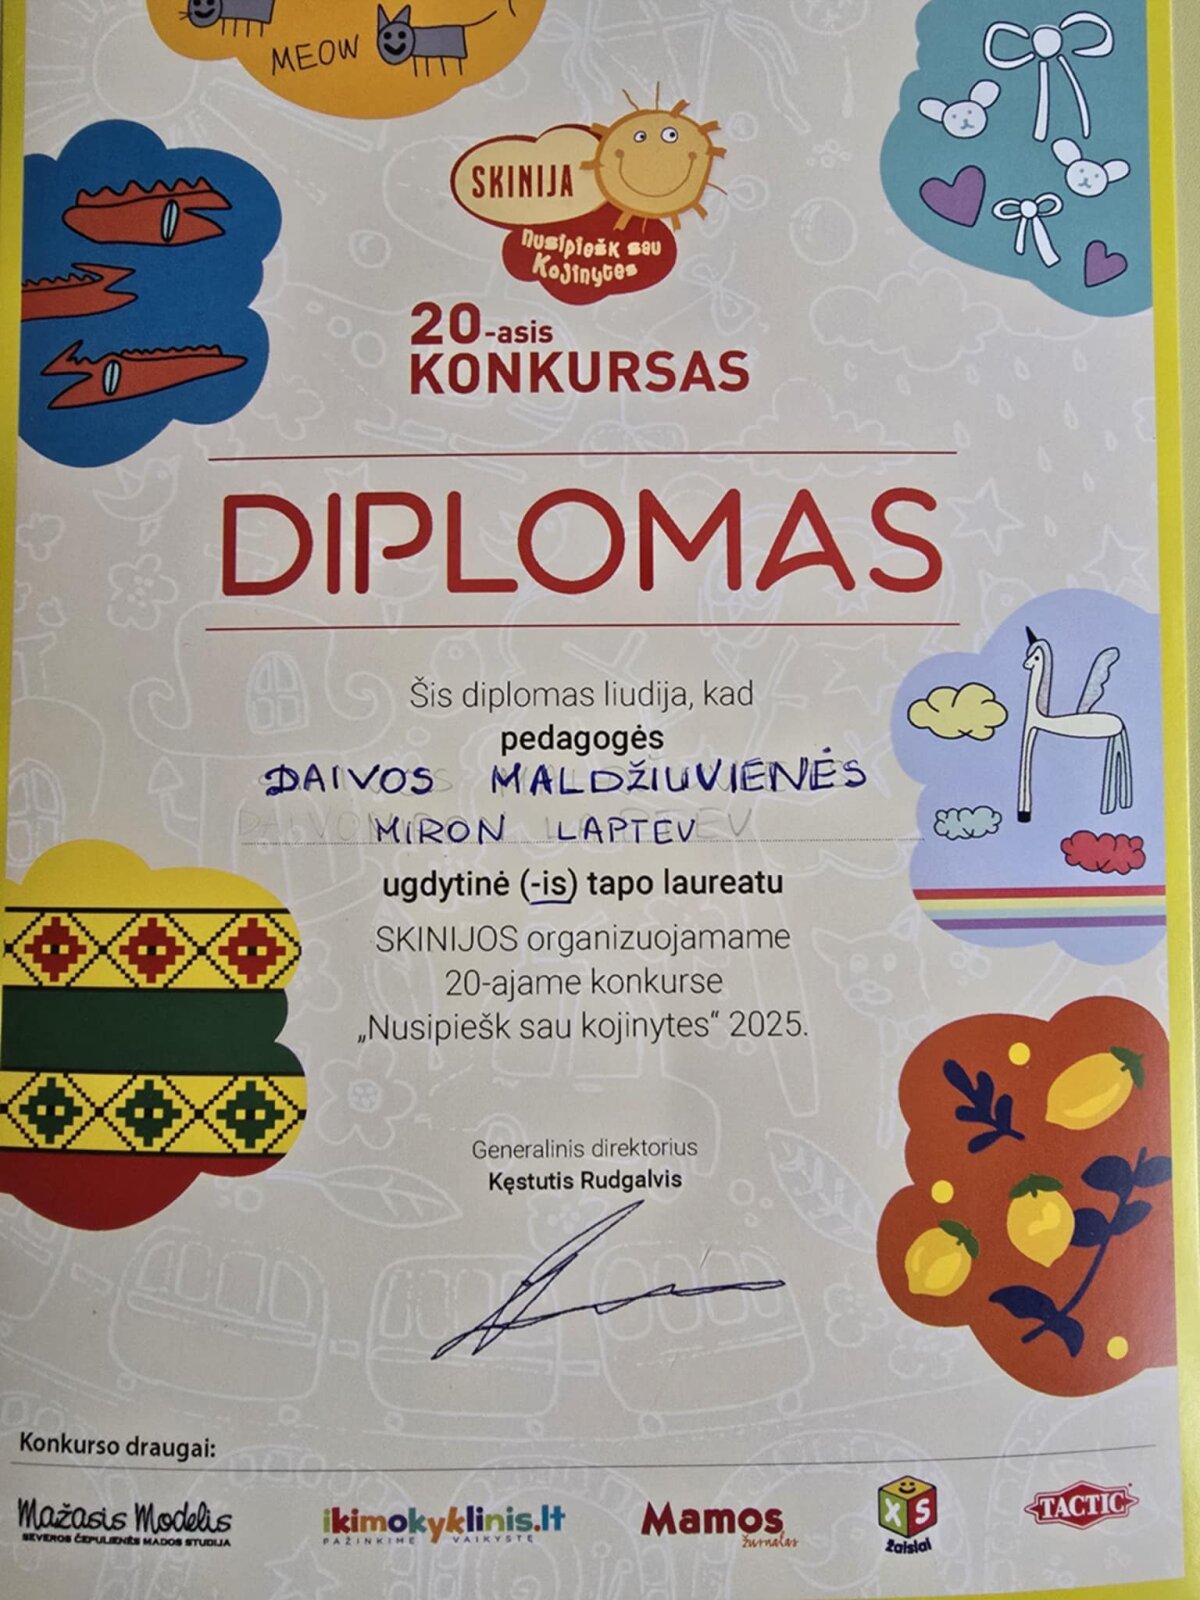 MEOW
SKINIJA
Nusipiešk sau
Kojinytes
20-asis
KONKURSAS
DIPLOMAS
Šis diplomas liudija, kad
pedagogės
DAIVOS MALDŽIUVIENĖS
MIRON LAPTEV
ugdytinė (-is) tapo laureatu
SKINIJOS organizuojamame
20-ajame konkurse
„Nusipiešk sau kojinytes“ 2025.
Generalinis direktorius
Kęstutis Rudgalvis
Konkurso draugai:
Mažasis Modelis
SEVEROS ČEPULIENĖS MADOS STUDIJA
ikimokyklinis.lt
PAŽINKIME VAIKYSTĘ
Mamos
žurnalas
XS
žaislai
TACTIC